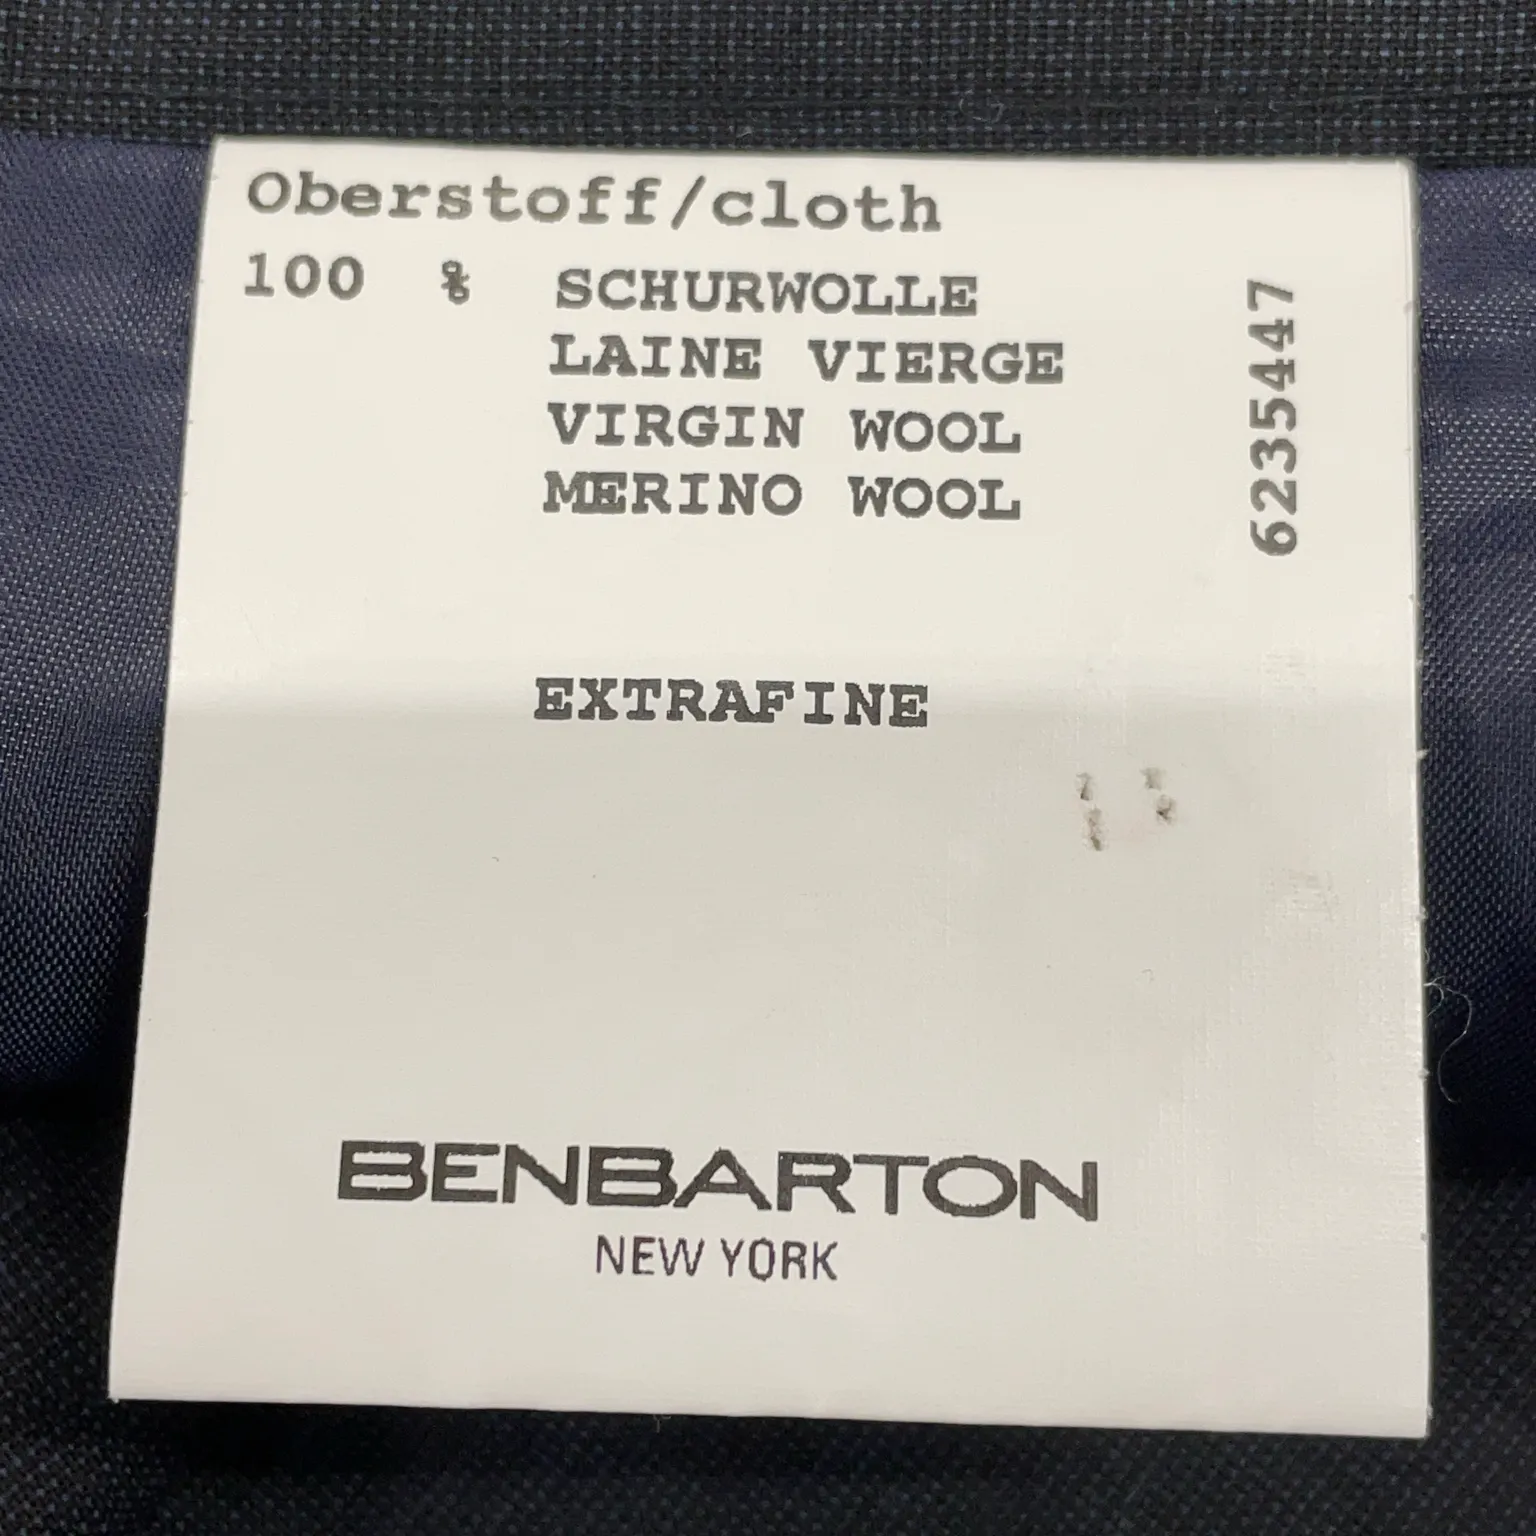 Oberstoff/cloth
100 % SCHURWOLLE
LAINE VIERGE
VIRGIN WOOL
MERINO WOOL
6235447
EXTRAFINE
BENBARTON
NEW YORK